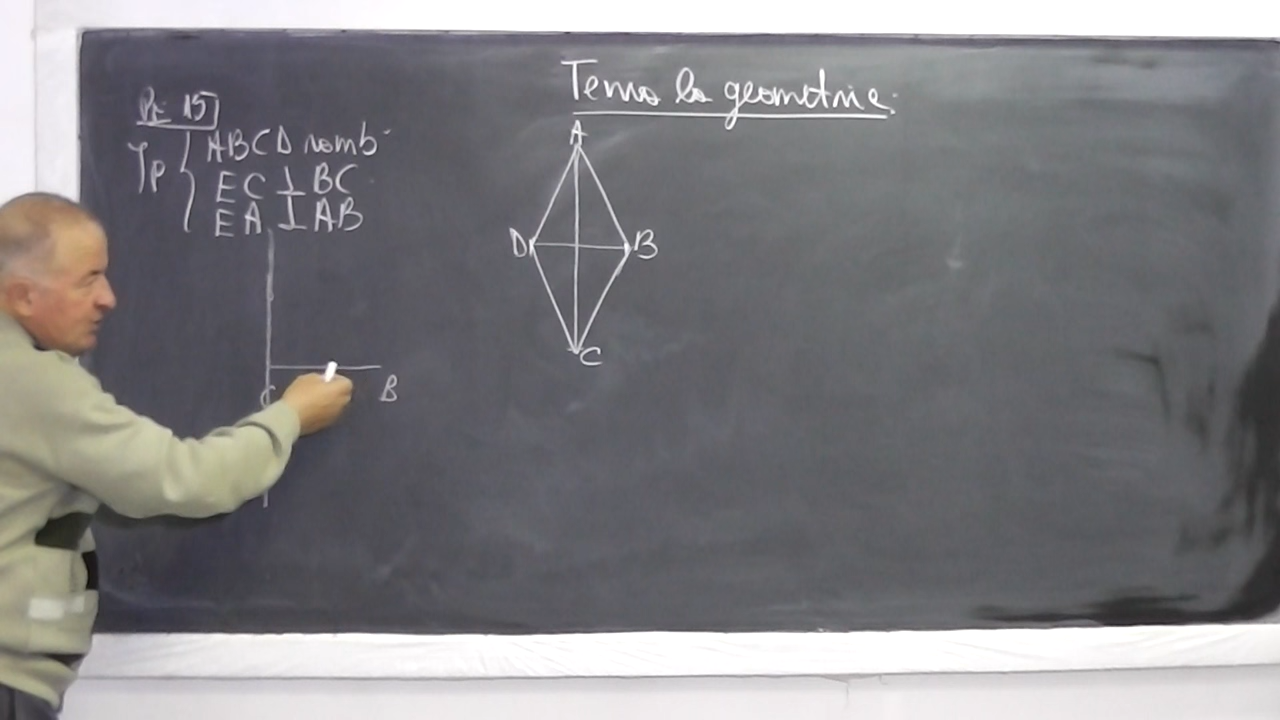 Tema la geometrie.
Pr. 15
Ip { ABCD romb
EC ⊥ BC
EA ⊥ AB
A
D B
C
C B